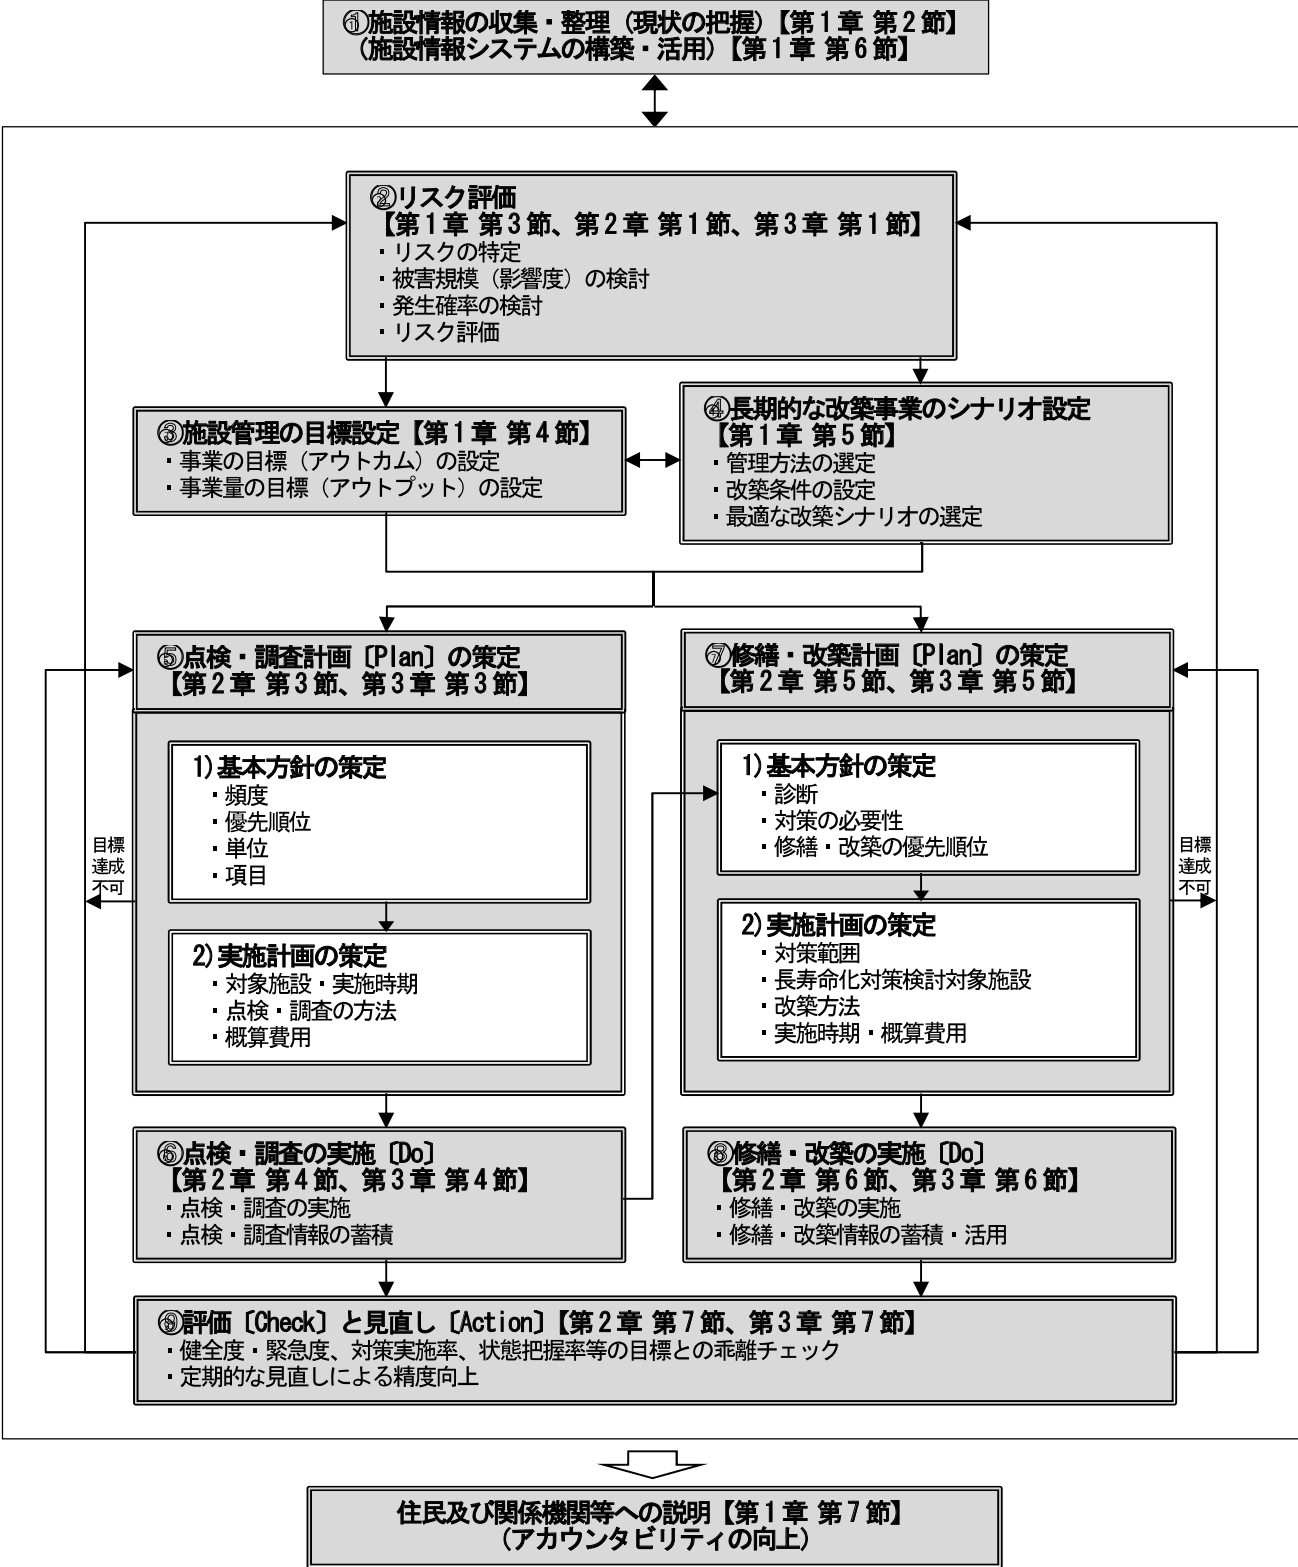 ①施設情報の収集・整理（現状の把握）【第１章 第２節】
（施設情報システムの構築・活用）【第１章 第６節】
②リスク評価
【第１章 第３節、第２章 第１節、第３章 第１節】
・リスクの特定
・被害規模（影響度）の検討
・発生確率の検討
・リスク評価
③施設管理の目標設定【第１章 第４節】
・事業の目標（アウトカム）の設定
・事業量の目標（アウトプット）の設定
④長期的な改築事業のシナリオ設定
【第１章 第５節】
・管理方法の選定
・改築条件の設定
・最適な改築シナリオの選定
⑤点検・調査計画〔Plan〕の策定
【第２章 第３節、第３章 第３節】
1)基本方針の策定
・頻度
・優先順位
・単位
・項目
2)実施計画の策定
・対象施設・実施時期
・点検・調査の方法
・概算費用
目標
達成
不可
⑦修繕・改築計画〔Plan〕の策定
【第２章 第５節、第３章 第５節】
1)基本方針の策定
・診断
・対策の必要性
・修繕・改築の優先順位
2)実施計画の策定
・対策範囲
・長寿命化対策検討対象施設
・改築方法
・実施時期・概算費用
目標
達成
不可
⑥点検・調査の実施〔Do〕
【第２章 第４節、第３章 第４節】
・点検・調査の実施
・点検・調査情報の蓄積
⑧修繕・改築の実施〔Do〕
【第２章 第６節、第３章 第６節】
・修繕・改築の実施
・修繕・改築情報の蓄積・活用
⑨評価〔Check〕と見直し〔Action〕【第２章 第７節、第３章 第７節】
・健全度・緊急度、対策実施率、状態把握率等の目標との乖離チェック
・定期的な見直しによる精度向上
住民及び関係機関等への説明【第１章 第７節】
（アカウンタビリティの向上）